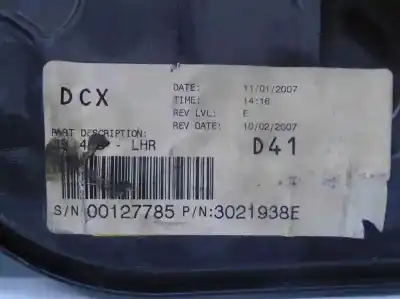 DCX
DATE: 11/01/2007
TIME: 14:16
REV LVL: E
REV DATE: 10/02/2007
PART DESCRIPTION:
- LHR
D41
S/N 00127785 P/N:3021938E